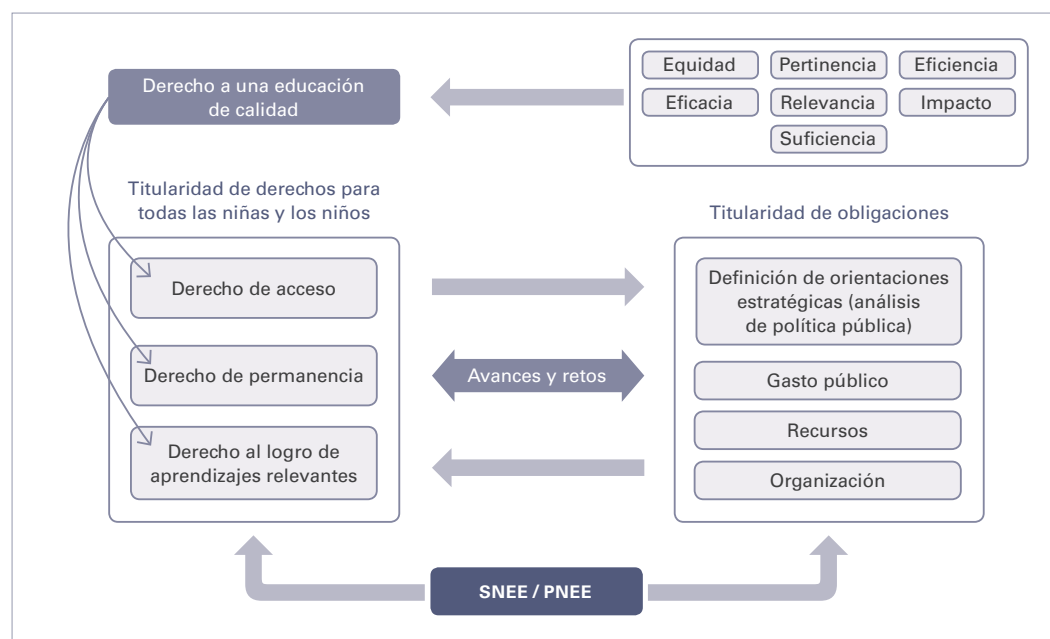 Derecho a una educación
de calidad
Equidad
Pertinencia
Eficiencia
Eficacia
Relevancia
Impacto
Suficiencia
Titularidad de derechos para
todas las niñas y los niños
Derecho de acceso
Derecho de permanencia
Derecho al logro de
aprendizajes relevantes
Avances y retos
Titularidad de obligaciones
Definición de orientaciones
estratégicas (análisis
de política pública)
Gasto público
Recursos
Organización
SNEE / PNEE